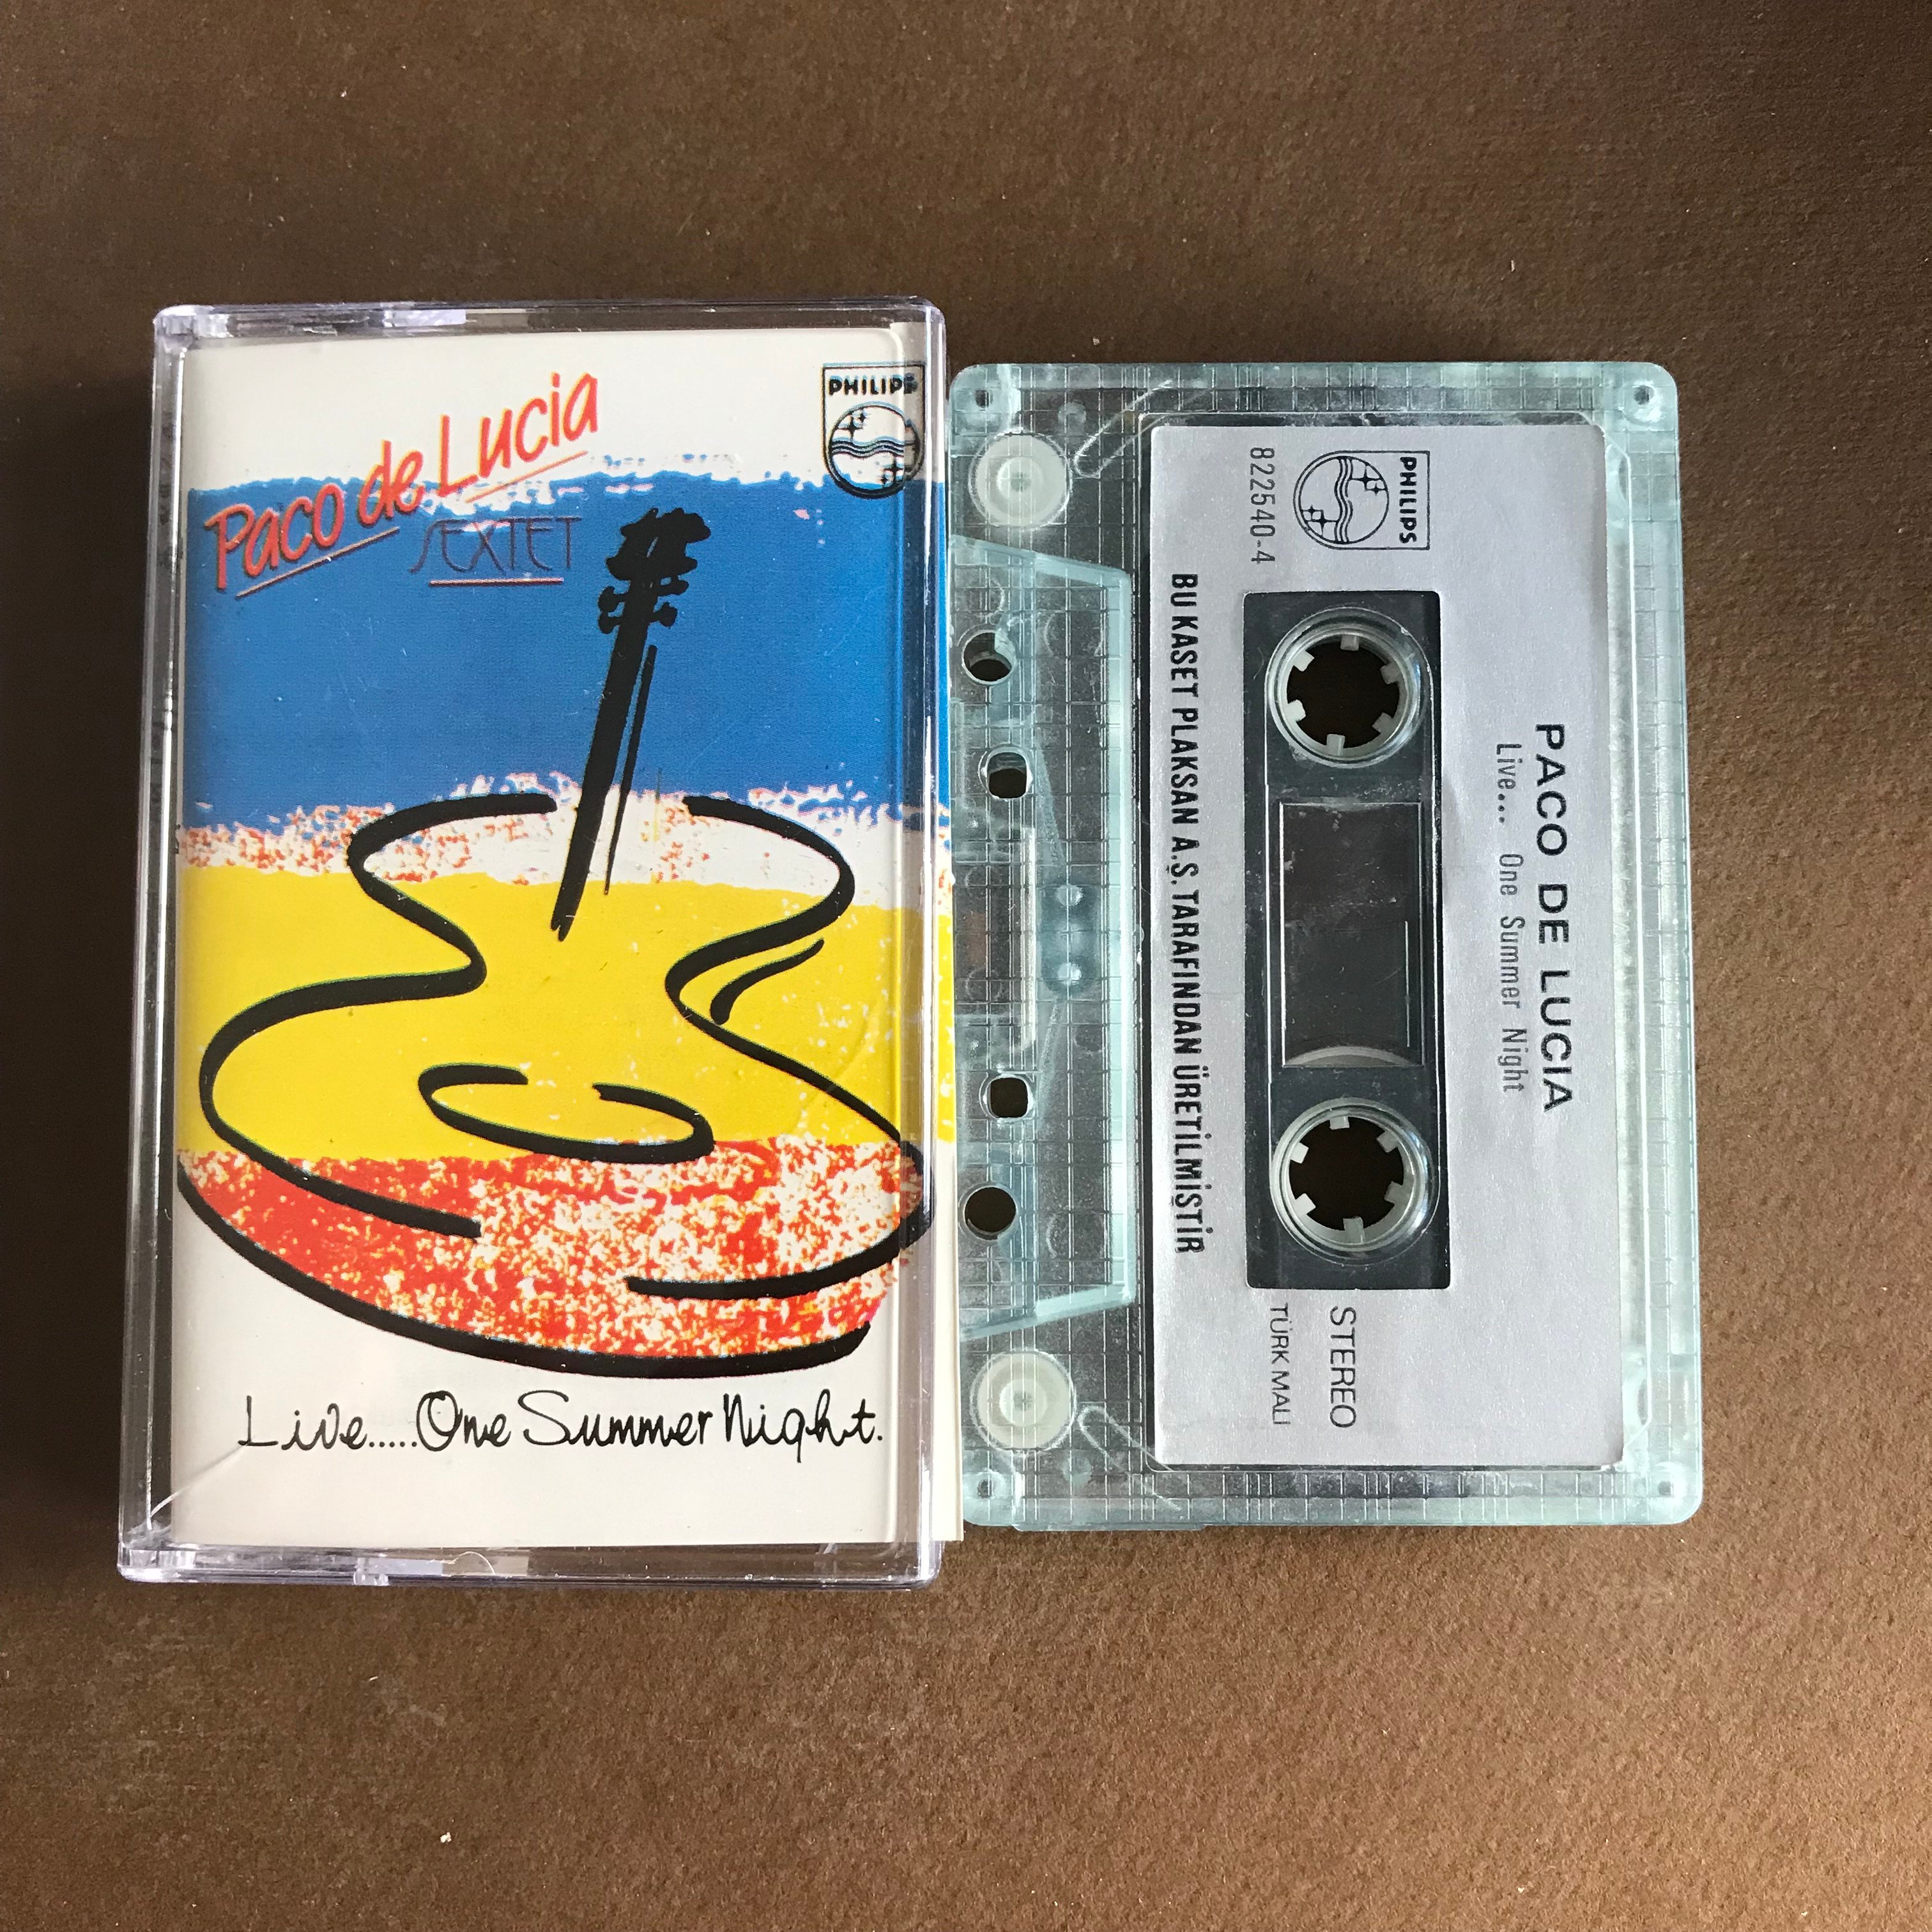 Paco de Lucia
SEXTET
PHILIPS
Live.....One Summer Night.
PACO DE LUCIA
Live... One Summer Night
PHILIPS
822540-4
STEREO
TÜRK MALI
BU KASET PLAKSAN A.Ş. TARAFINDAN ÜRETİLMİŞTİR